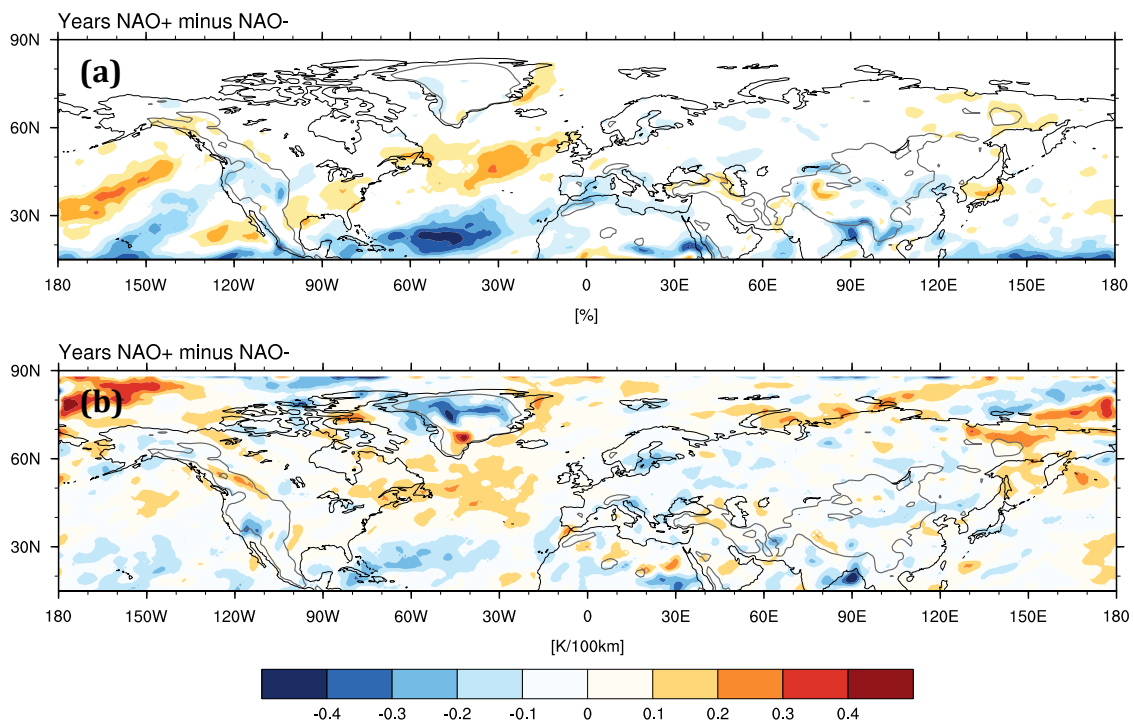 Years NAO+ minus NAO-
90N
(a)
60N
30N
180 150W 120W 90W 60W 30W 0 30E 60E 90E 120E 150E 180
[%]
Years NAO+ minus NAO-
90N
(b)
60N
30N
180 150W 120W 90W 60W 30W 0 30E 60E 90E 120E 150E 180
[K/100km]
-0.4 -0.3 -0.2 -0.1 0 0.1 0.2 0.3 0.4